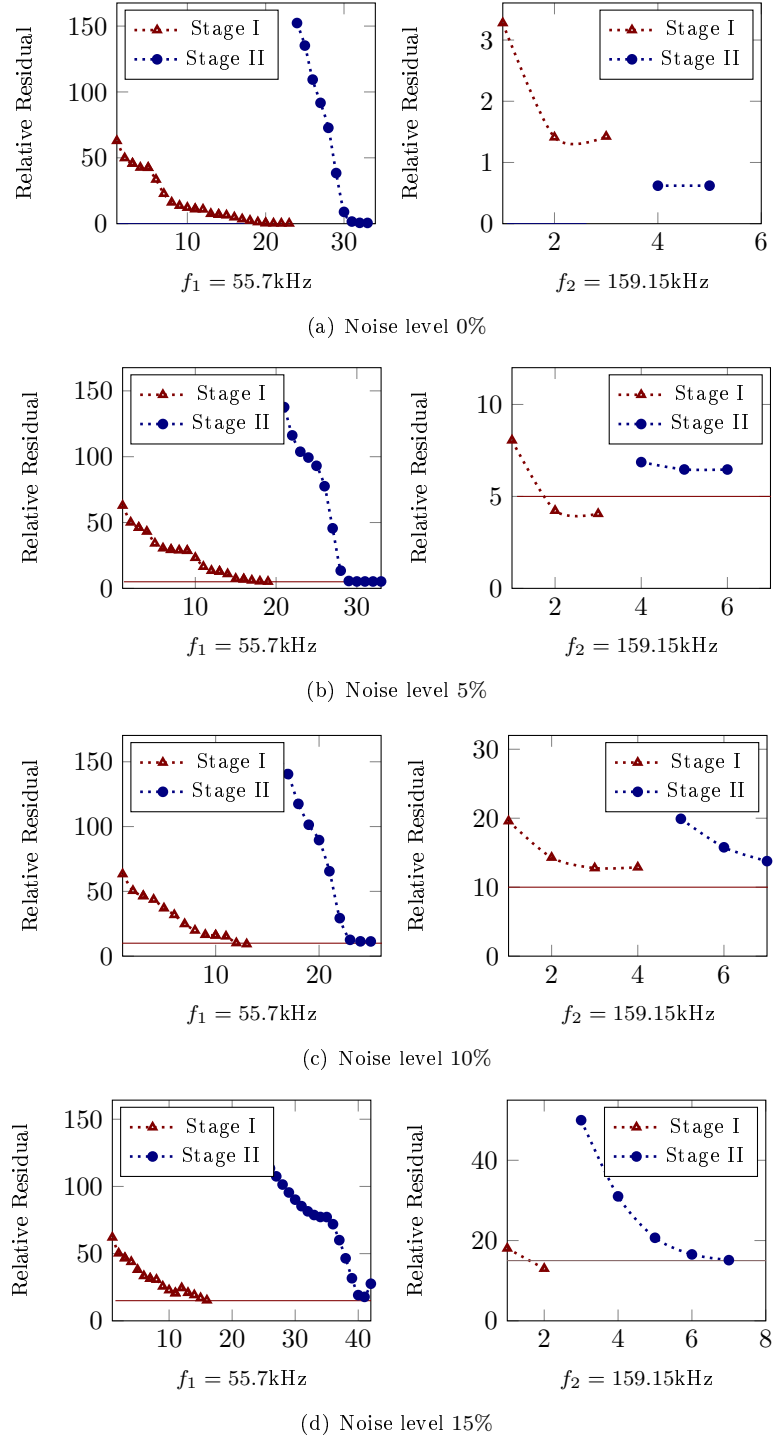 Relative Residual
150
100
50
0
10 20 30
Stage I
Stage II
f₁ = 55.7kHz
Relative Residual
3
2
1
0
2 4 6
Stage I
Stage II
f₂ = 159.15kHz
(a) Noise level 0%
Relative Residual
150
100
50
0
10 20 30
Stage I
Stage II
f₁ = 55.7kHz
Relative Residual
10
5
0
2 4 6
Stage I
Stage II
f₂ = 159.15kHz
(b) Noise level 5%
Relative Residual
150
100
50
0
10 20
Stage I
Stage II
f₁ = 55.7kHz
Relative Residual
30
20
10
0
2 4 6
Stage I
Stage II
f₂ = 159.15kHz
(c) Noise level 10%
Relative Residual
150
100
50
0
10 20 30 40
Stage I
Stage II
f₁ = 55.7kHz
Relative Residual
40
20
0
2 4 6 8
Stage I
Stage II
f₂ = 159.15kHz
(d) Noise level 15%